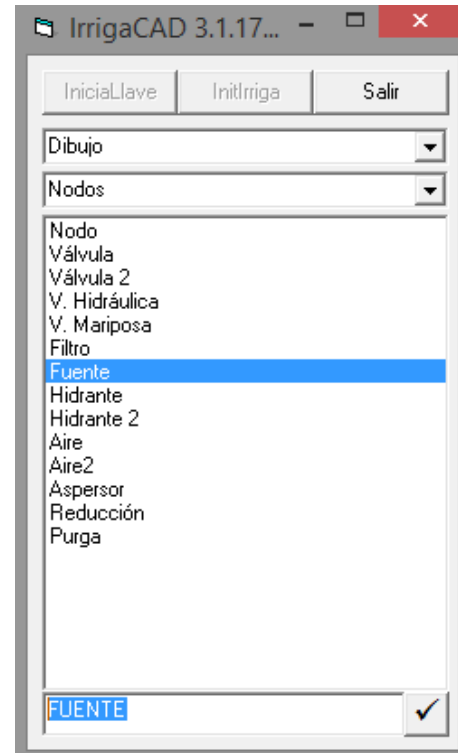 IrrigaCAD 3.1.17...
IniciaLlave InitIrriga Salir
Dibujo
Nodos
Nodo
Válvula
Válvula 2
V. Hidráulica
V. Mariposa
Filtro
Fuente
Hidrante
Hidrante 2
Aire
Aire2
Aspersor
Reducción
Purga
FUENTE